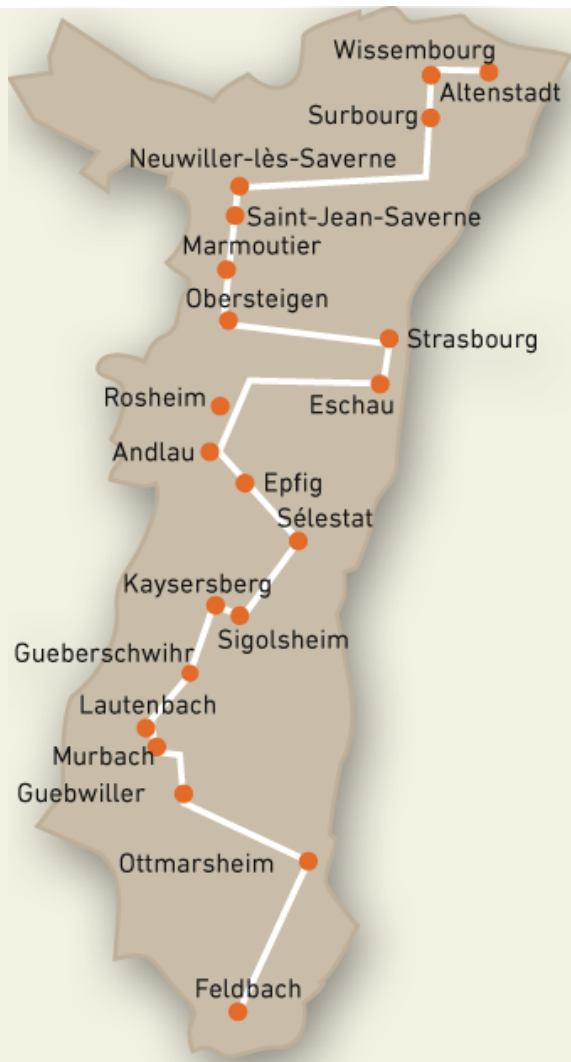 Wissembourg
Altenstadt
Surbourg
Neuwiller-lès-Saverne
Saint-Jean-Saverne
Marmoutier
Obersteigen
Strasbourg
Rosheim
Eschau
Andlau
Epfig
Sélestat
Kaysersberg
Sigolsheim
Gueberschwihr
Lautenbach
Murbach
Guebwiller
Ottmarsheim
Feldbach